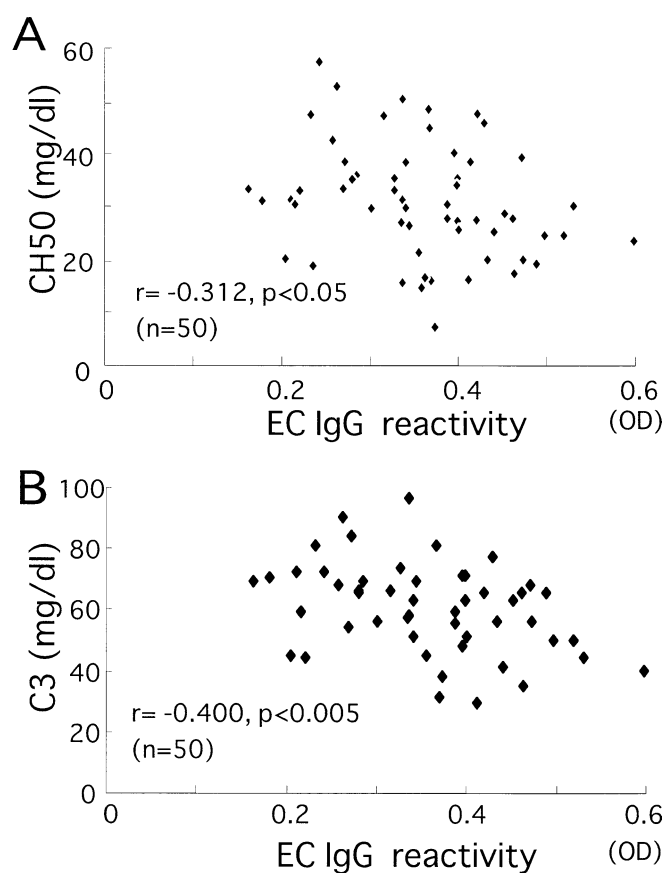 A
60
40
20
0
CH50 (mg/dl)
r= -0.312, p<0.05
(n=50)
0 0.2 0.4 0.6
EC IgG reactivity (OD)
B
100
80
60
40
20
0
C3 (mg/dl)
r= -0.400, p<0.005
(n=50)
0 0.2 0.4 0.6
EC IgG reactivity (OD)